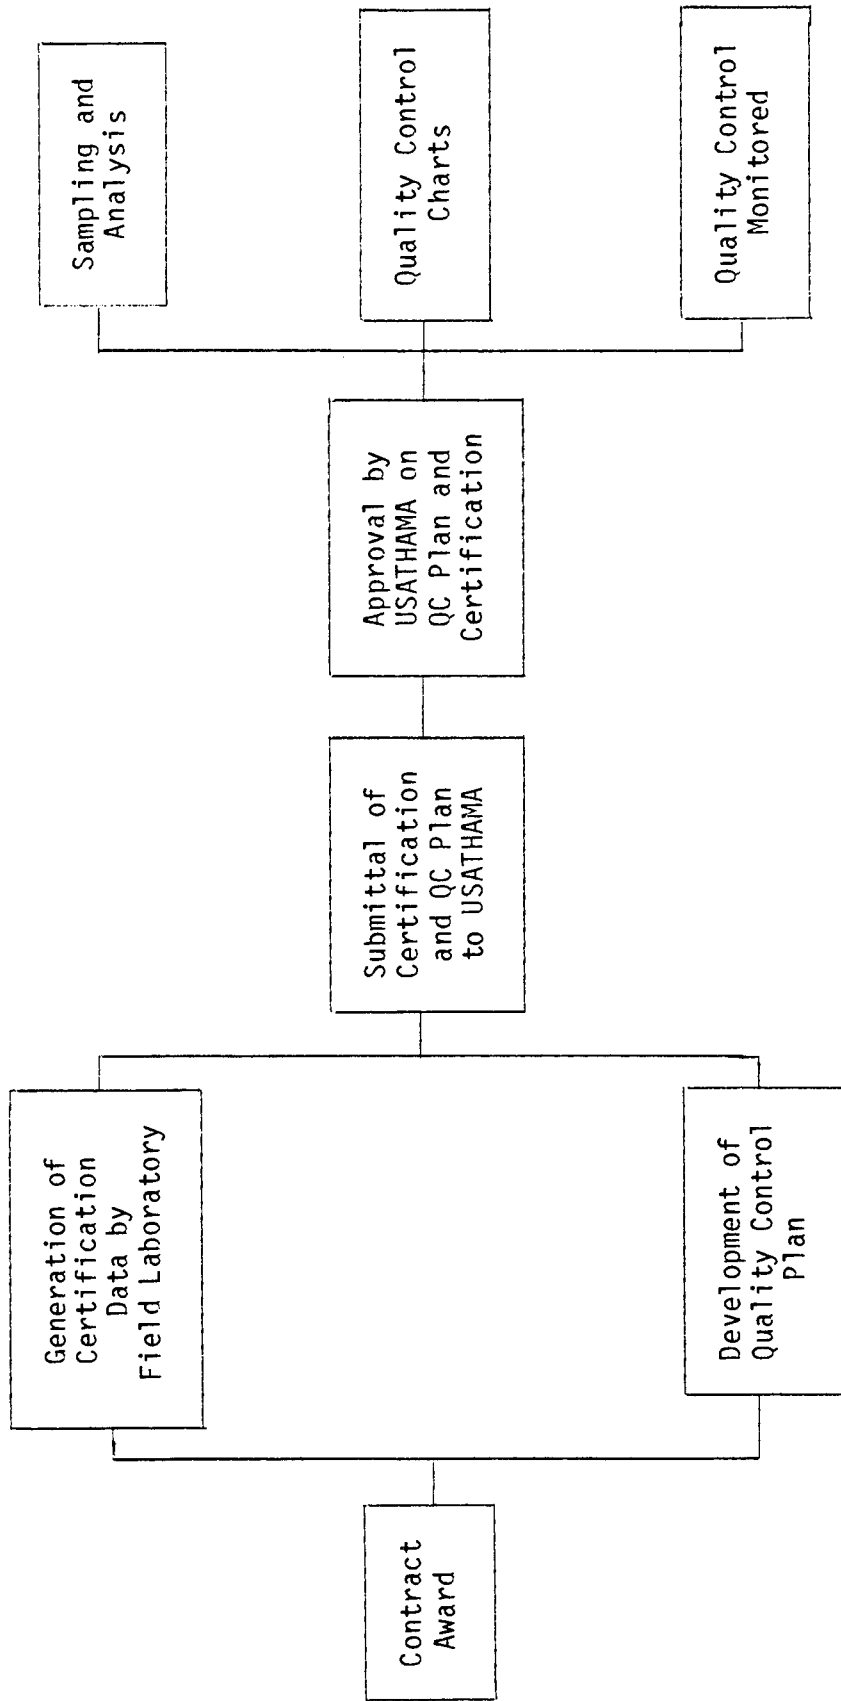 Contract
Award
Generation of
Certification
Data by
Field Laboratory
Development of
Quality Control
Plan
Submittal of
Certification
and QC Plan
to USATHAMA
Approval by
USATHAMA on
QC Plan and
Certification
Sampling and
Analysis
Quality Control
Charts
Quality Control
Monitored